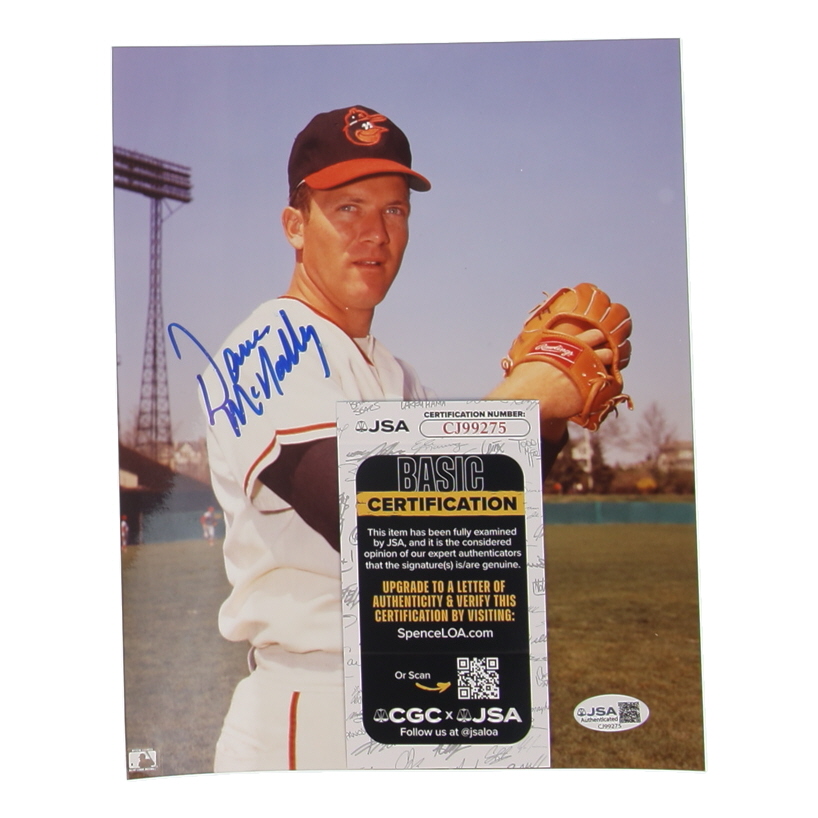 Dave
McNally
Rawlings
JSA
CERTIFICATION NUMBER:
CJ99275
BASIC
CERTIFICATION
This item has been fully examined
by JSA, and it is the considered
opinion of our expert authenticators
that the signature(s) is/are genuine.
UPGRADE TO A LETTER OF
AUTHENTICITY & VERIFY THIS
CERTIFICATION BY VISITING:
SpenceLOA.com
Or Scan
CGC x JSA
Follow us at @jsaloa
JSA
Authenticated
CJ99275